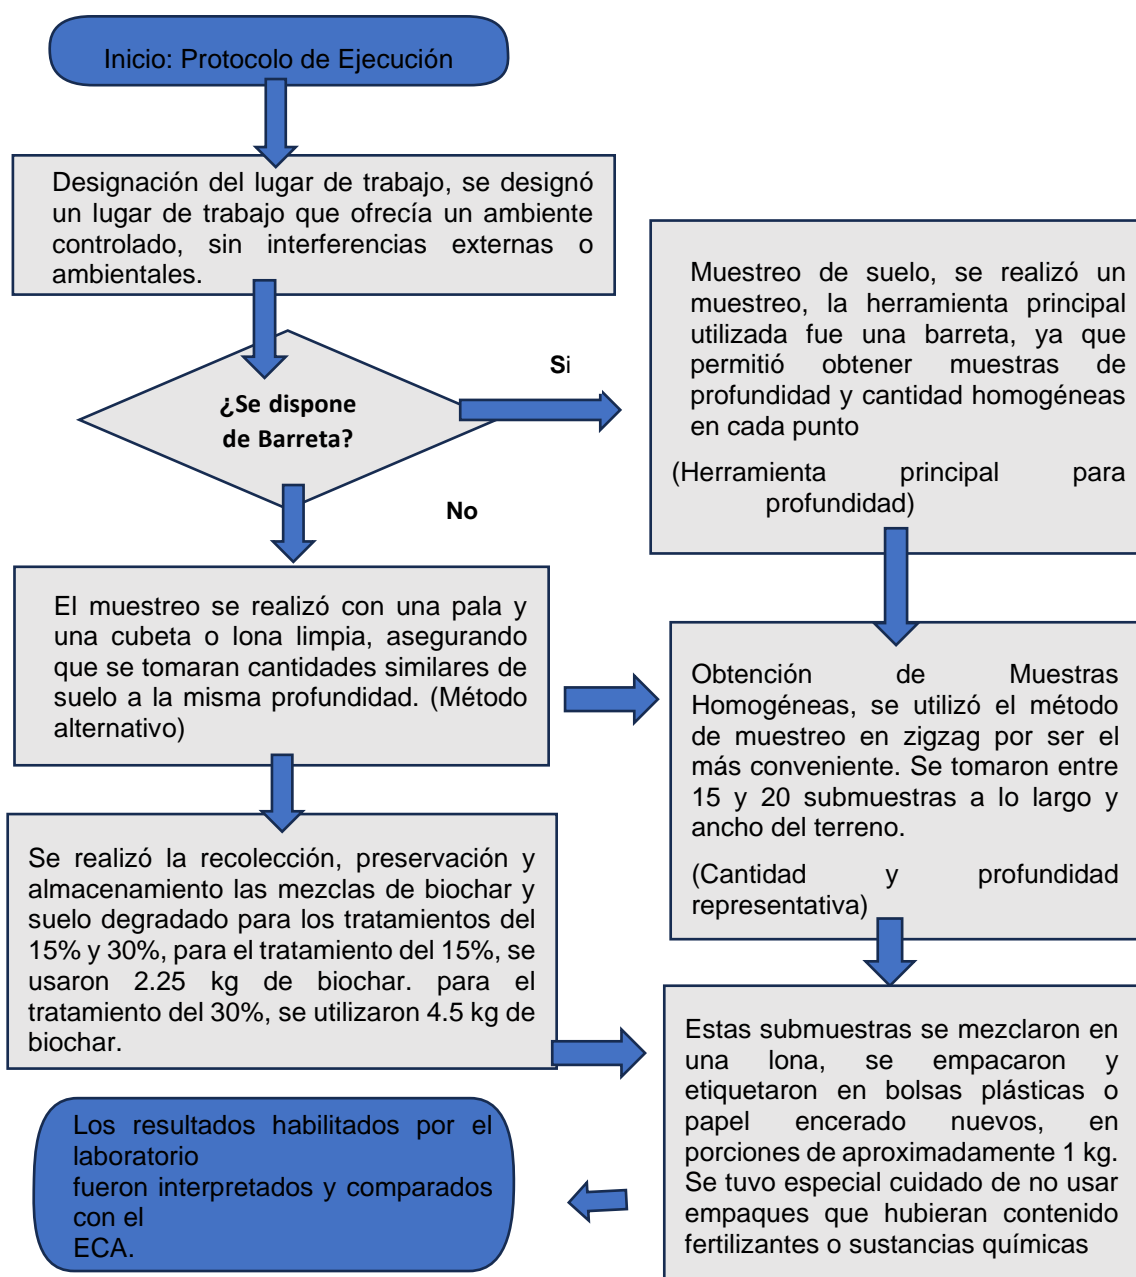 Inicio: Protocolo de Ejecución
Designación del lugar de trabajo, se designó
un lugar de trabajo que ofrecía un ambiente
controlado, sin interferencias externas o
ambientales.
¿Se dispone
de Barreta?
Si
Muestreo de suelo, se realizó un
muestreo, la herramienta principal
utilizada fue una barreta, ya que
permitió obtener muestras de
profundidad y cantidad homogéneas
en cada punto
(Herramienta principal para
profundidad)
No
El muestreo se realizó con una pala y
una cubeta o lona limpia, asegurando
que se tomaran cantidades similares de
suelo a la misma profundidad. (Método
alternativo)
Obtención de Muestras
Homogéneas, se utilizó el método
de muestreo en zigzag por ser el
más conveniente. Se tomaron entre
15 y 20 submuestras a lo largo y
ancho del terreno.
(Cantidad y profundidad
representativa)
Se realizó la recolección, preservación y
almacenamiento las mezclas de biochar y
suelo degradado para los tratamientos del
15% y 30%, para el tratamiento del 15%, se
usaron 2.25 kg de biochar. para el
tratamiento del 30%, se utilizaron 4.5 kg de
biochar.
Estas submuestras se mezclaron en
una lona, se empacaron y
etiquetaron en bolsas plásticas o
papel encerado nuevos, en
porciones de aproximadamente 1 kg.
Se tuvo especial cuidado de no usar
empaques que hubieran contenido
fertilizantes o sustancias químicas
Los resultados habilitados por el
laboratorio
fueron interpretados y comparados
con el
ECA.